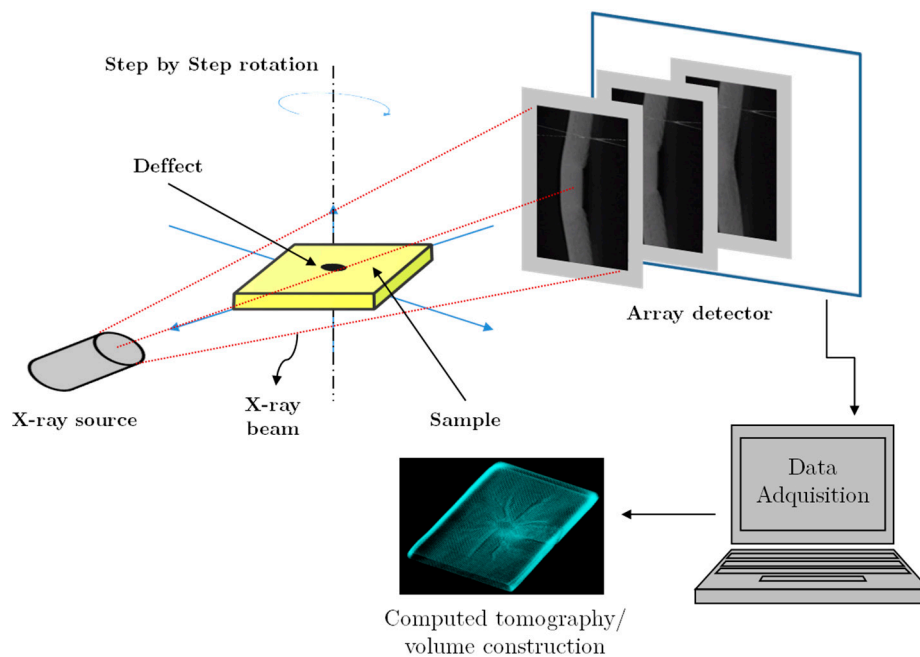 Step by Step rotation
Deffect
Array detector
X-ray source
X-ray
beam
Sample
Data
Adquisition
Computed tomography/
volume construction